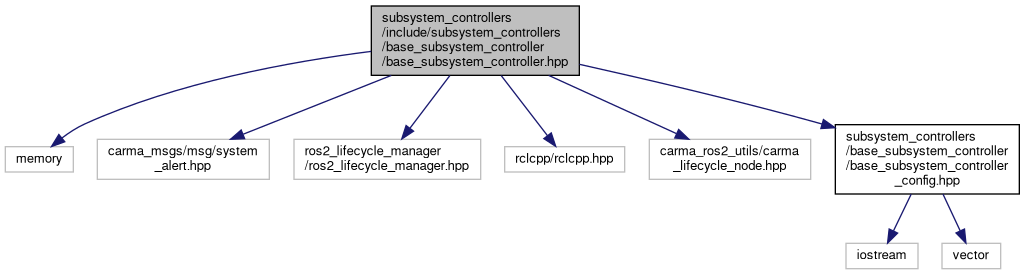 subsystem_controllers
/include/subsystem_controllers
/base_subsystem_controller
/base_subsystem_controller.hpp
memory
carma_msgs/msg/system
_alert.hpp
ros2_lifecycle_manager
/ros2_lifecycle_manager.hpp
rclcpp/rclcpp.hpp
carma_ros2_utils/carma
_lifecycle_node.hpp
subsystem_controllers
/base_subsystem_controller
/base_subsystem_controller
_config.hpp
iostream
vector